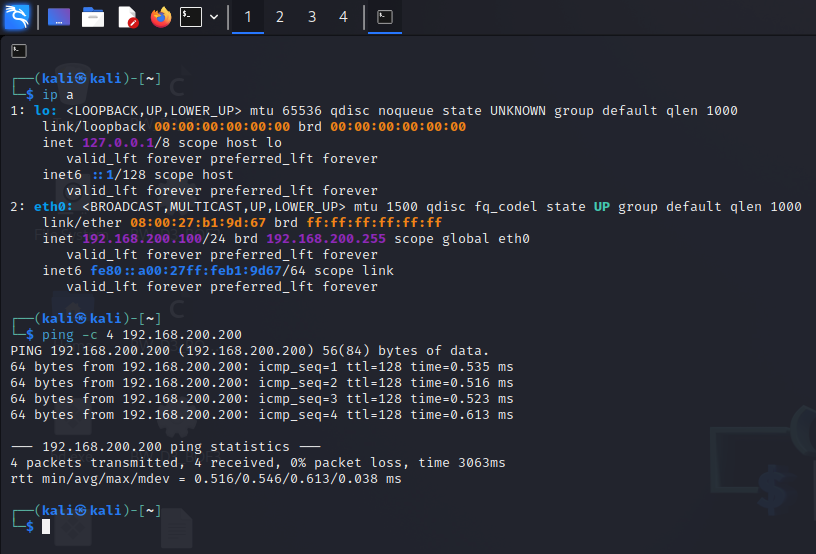 1 2 3 4
┌──(kali㉿kali)-[~]
└─$ ip a
1: lo: <LOOPBACK,UP,LOWER_UP> mtu 65536 qdisc noqueue state UNKNOWN group default qlen 1000
    link/loopback 00:00:00:00:00:00 brd 00:00:00:00:00:00
    inet 127.0.0.1/8 scope host lo
       valid_lft forever preferred_lft forever
    inet6 ::1/128 scope host
       valid_lft forever preferred_lft forever
2: eth0: <BROADCAST,MULTICAST,UP,LOWER_UP> mtu 1500 qdisc fq_codel state UP group default qlen 1000
    link/ether 08:00:27:b1:9d:67 brd ff:ff:ff:ff:ff:ff
    inet 192.168.200.100/24 brd 192.168.200.255 scope global eth0
       valid_lft forever preferred_lft forever
    inet6 fe80::a00:27ff:feb1:9d67/64 scope link
       valid_lft forever preferred_lft forever
┌──(kali㉿kali)-[~]
└─$ ping -c 4 192.168.200.200
PING 192.168.200.200 (192.168.200.200) 56(84) bytes of data.
64 bytes from 192.168.200.200: icmp_seq=1 ttl=128 time=0.535 ms
64 bytes from 192.168.200.200: icmp_seq=2 ttl=128 time=0.516 ms
64 bytes from 192.168.200.200: icmp_seq=3 ttl=128 time=0.523 ms
64 bytes from 192.168.200.200: icmp_seq=4 ttl=128 time=0.613 ms
--- 192.168.200.200 ping statistics ---
4 packets transmitted, 4 received, 0% packet loss, time 3063ms
rtt min/avg/max/mdev = 0.516/0.546/0.613/0.038 ms
┌──(kali㉿kali)-[~]
└─$